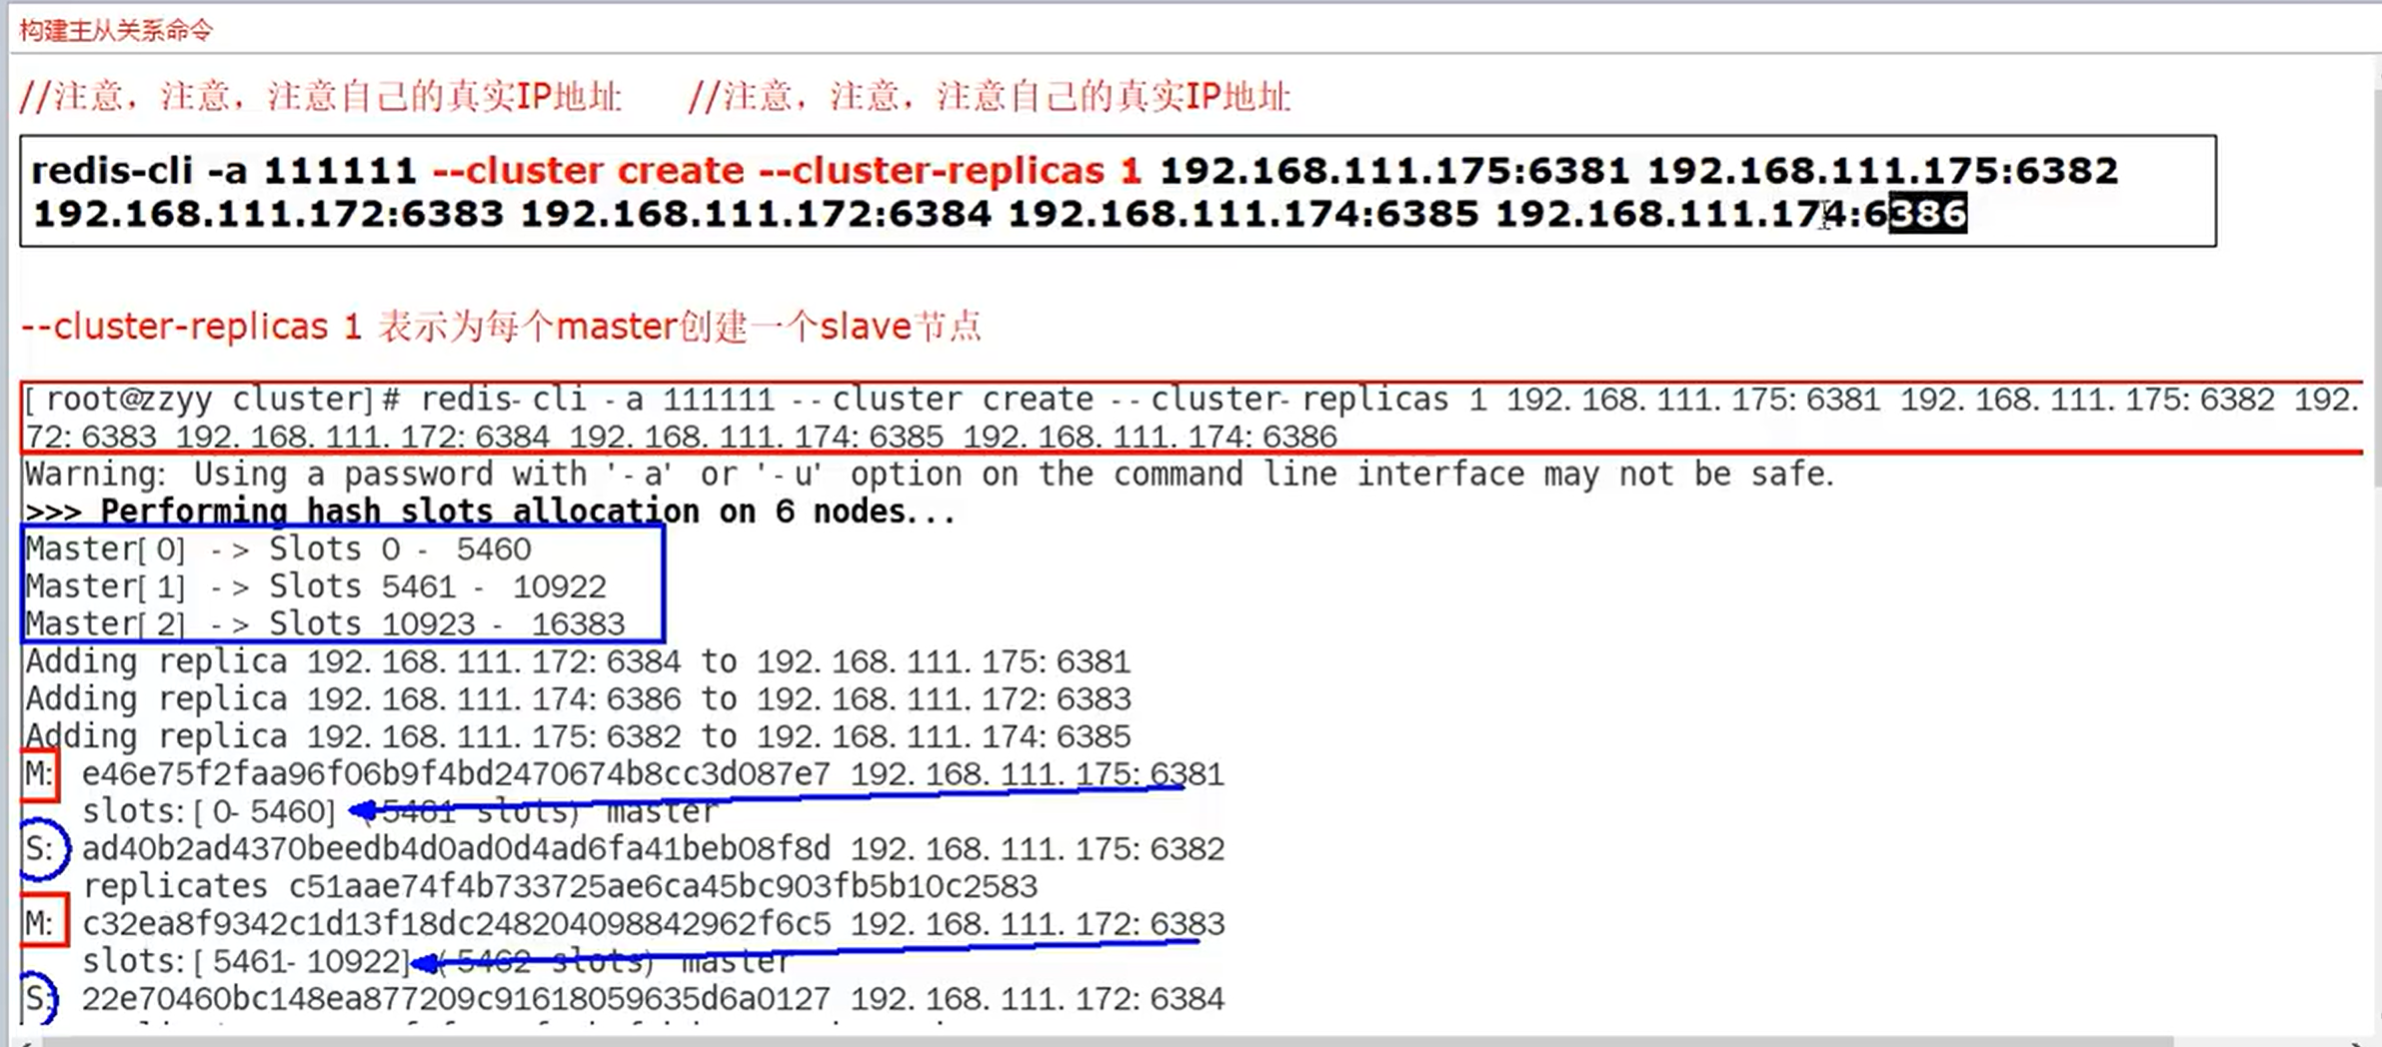 构建主从关系命令
//注意，注意，注意自己的真实IP地址 //注意，注意，注意自己的真实IP地址
redis-cli -a 111111 --cluster create --cluster-replicas 1 192.168.111.175:6381 192.168.111.175:6382
192.168.111.172:6383 192.168.111.172:6384 192.168.111.174:6385 192.168.111.174:6386
--cluster-replicas 1 表示为每个master创建一个slave节点
[root@zzyy cluster]# redis-cli -a 111111 --cluster create --cluster-replicas 1 192.168.111.175:6381 192.168.111.175:6382 192.
72:6383 192.168.111.172:6384 192.168.111.174:6385 192.168.111.174:6386
Warning: Using a password with '-a' or '-u' option on the command line interface may not be safe.
>>> Performing hash slots allocation on 6 nodes...
Master[0] -> Slots 0 - 5460
Master[1] -> Slots 5461 - 10922
Master[2] -> Slots 10923 - 16383
Adding replica 192.168.111.172:6384 to 192.168.111.175:6381
Adding replica 192.168.111.174:6386 to 192.168.111.172:6383
Adding replica 192.168.111.175:6382 to 192.168.111.174:6385
M: e46e75f2faa96f06b9f4bd2470674b8cc3d087e7 192.168.111.175:6381
slots:[0-5460] (5461 slots) master
S: ad40b2ad4370beedb4d0ad0d4ad6fa41beb08f8d 192.168.111.175:6382
replicates c51aae74f4b733725ae6ca45bc903fb5b10c2583
M: c32ea8f9342c1d13f18dc248204098842962f6c5 192.168.111.172:6383
slots:[5461-10922] (5462 slots) master
S: 22e70460bc148ea877209c91618059635d6a0127 192.168.111.172:6384